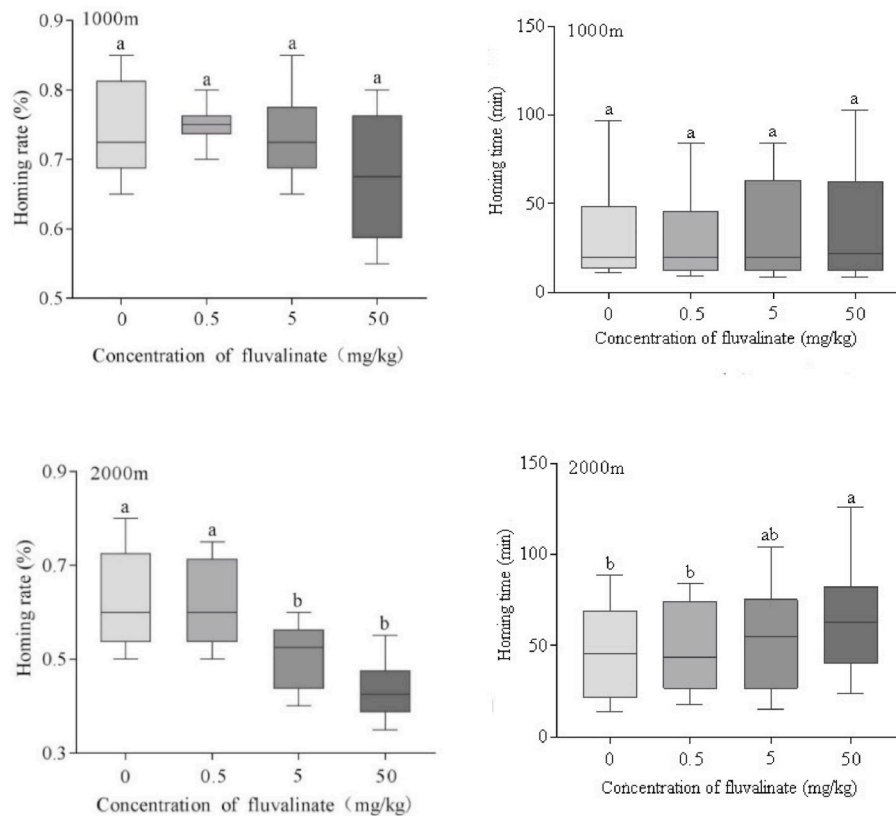 1000m
Homing rate (%)
0.9
0.8
0.7
0.6
0.5
a
a
a
a
0
0.5
5
50
Concentration of fluvalinate（mg/kg)
1000m
Homing time (min)
150
100
50
0
a
a
a
a
0
0.5
5
50
Concentration of fluvalinate (mg/kg)
2000m
Homing rate (%)
0.9
0.7
0.5
0.3
a
a
b
b
0
0.5
5
50
Concentration of fluvalinate（mg/kg)
2000m
Homing time (min)
150
100
50
0
b
b
ab
a
0
0.5
5
50
Concentration of fluvalinate (mg/kg)